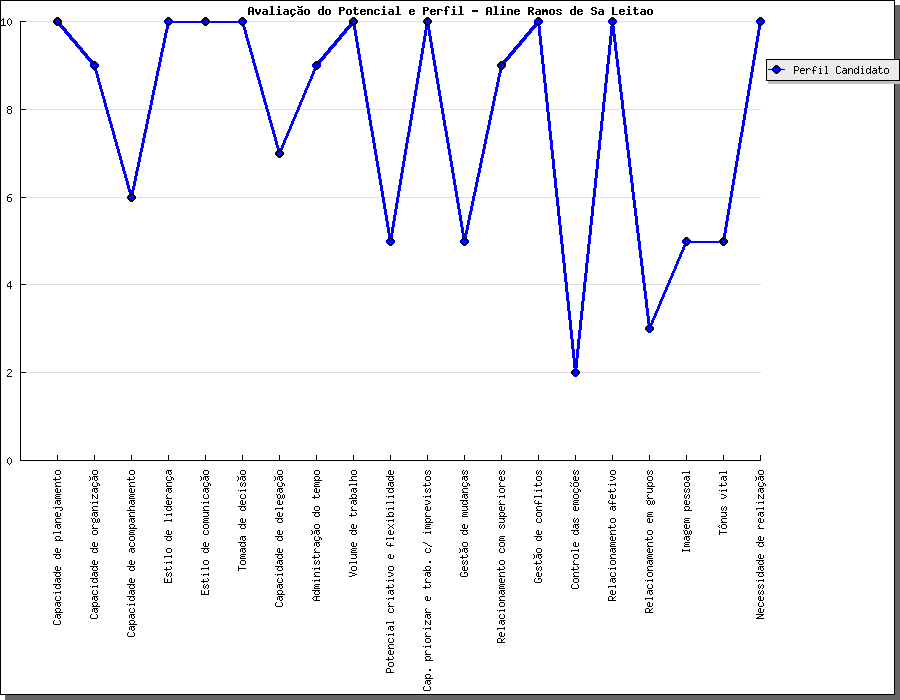 Avaliação do Potencial e Perfil - Aline Ramos de Sa Leitao
10
8
6
4
2
0
Perfil Candidato
Capacidade de planejamento
Capacidade de organização
Capacidade de acompanhamento
Estilo de liderança
Estilo de comunicação
Tomada de decisão
Capacidade de delegação
Administração do tempo
Volume de trabalho
Potencial criativo e flexibilidade
Cap. priorizar e trab. c/ imprevistos
Gestão de mudanças
Relacionamento com superiores
Gestão de conflitos
Controle das emoções
Relacionamento afetivo
Relacionamento em grupos
Imagem pessoal
Tônus vital
Necessidade de realização